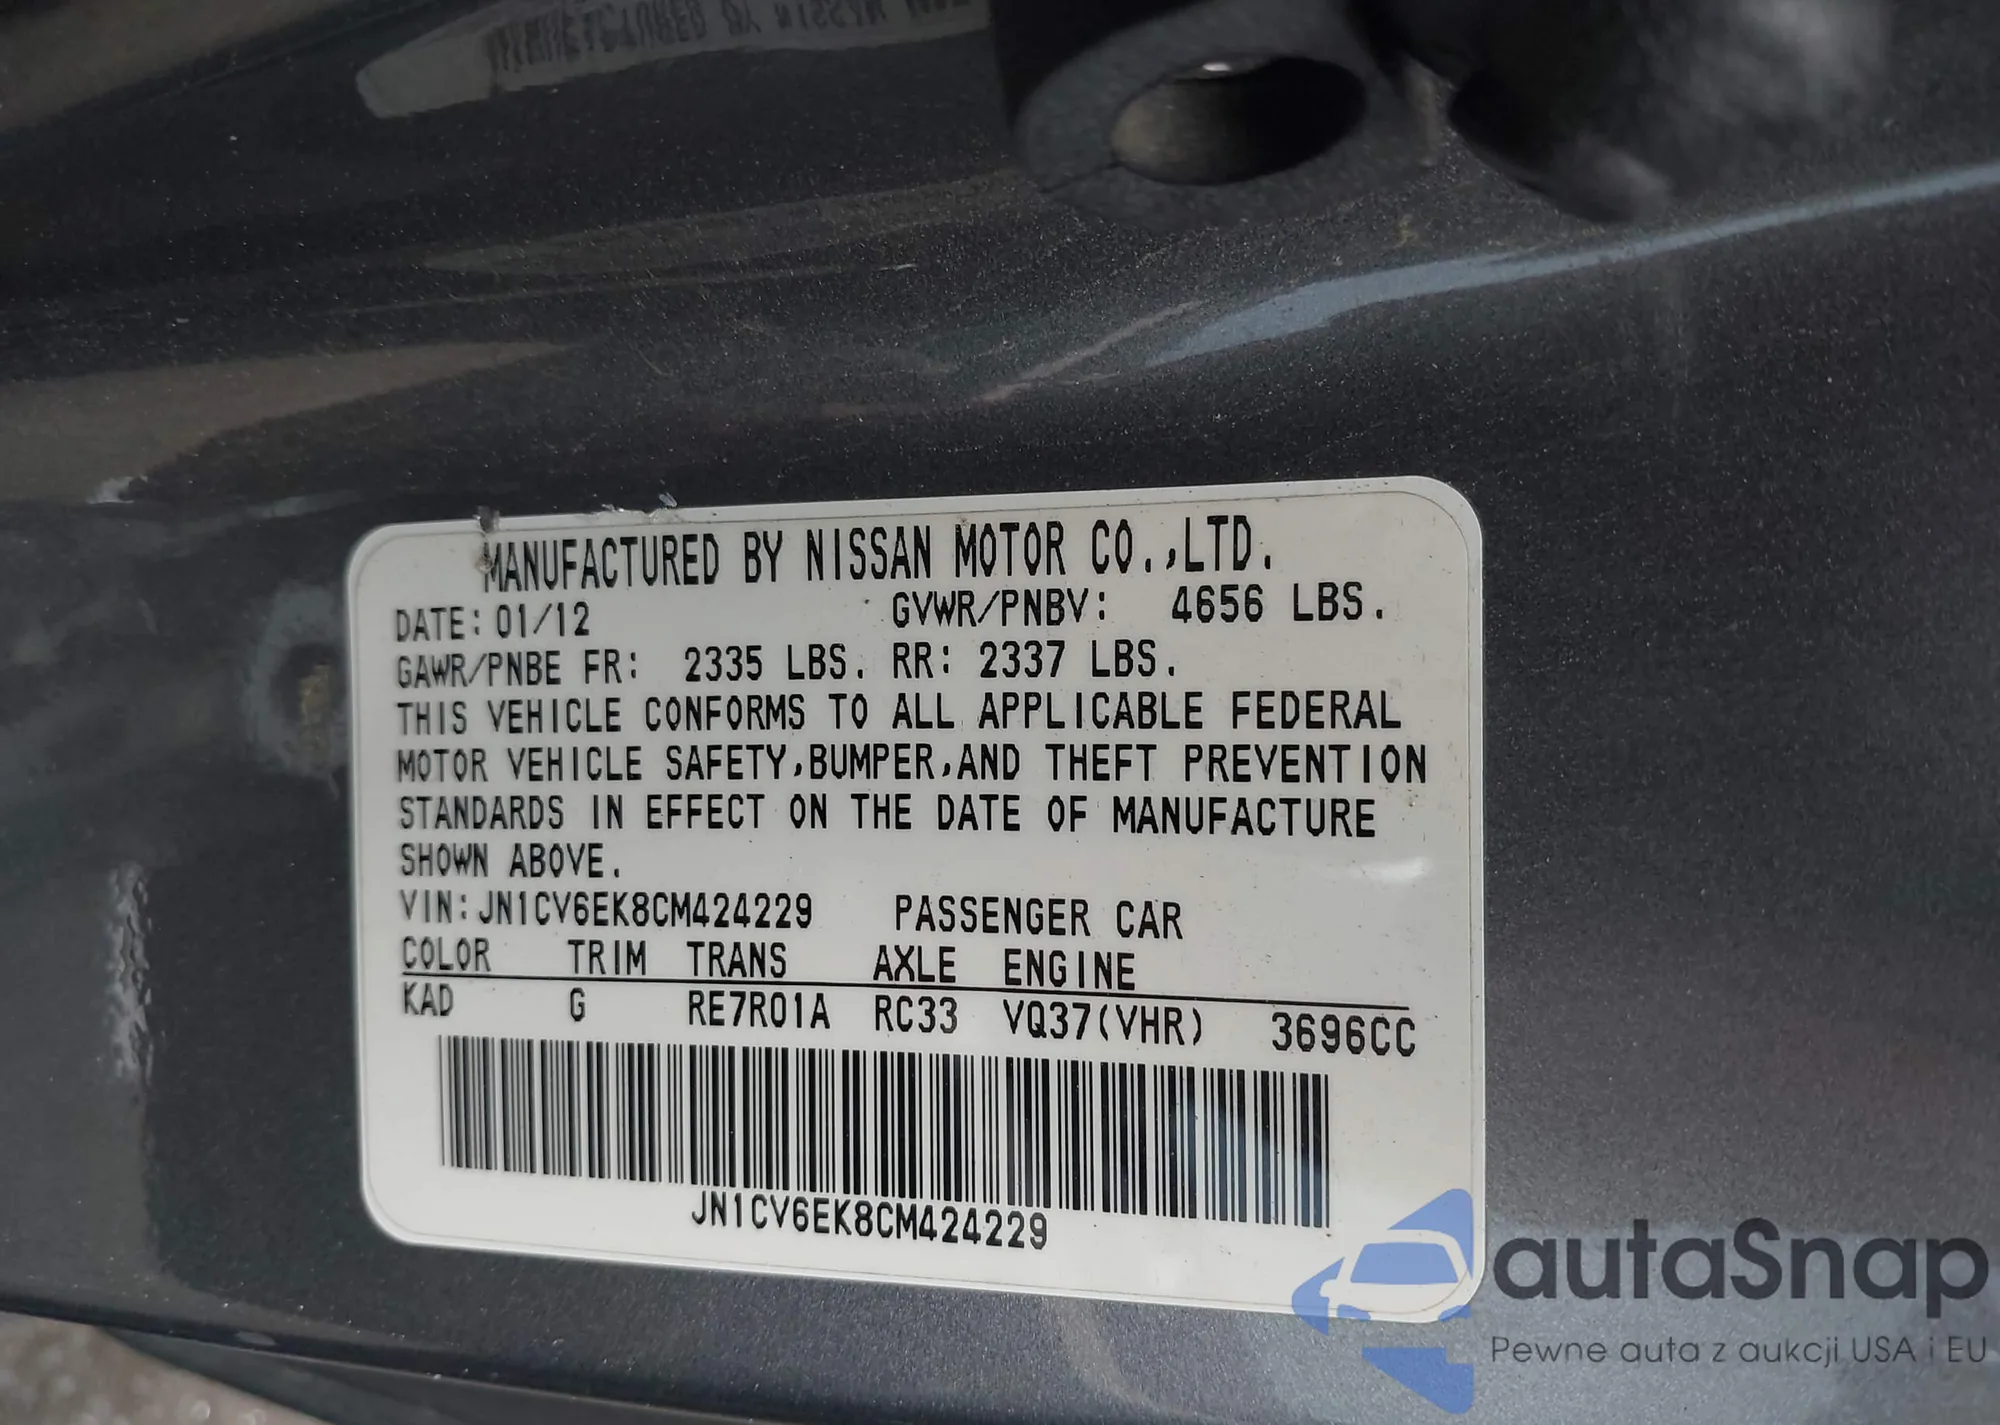 MANUFACTURED BY NISSAN MOTOR CO.,LTD.
DATE: 01/12 GVWR/PNBV: 4656 LBS.
GAWR/PNBE FR: 2335 LBS. RR: 2337 LBS.
THIS VEHICLE CONFORMS TO ALL APPLICABLE FEDERAL
MOTOR VEHICLE SAFETY,BUMPER,AND THEFT PREVENTION
STANDARDS IN EFFECT ON THE DATE OF MANUFACTURE
SHOWN ABOVE.
VIN:JN1CV6EK8CM424229 PASSENGER CAR
COLOR TRIM TRANS AXLE ENGINE
KAD G RE7R01A RC33 VQ37(VHR) 3696CC
JN1CV6EK8CM424229
autaSnap
Pewne auta z aukcji USA i EU